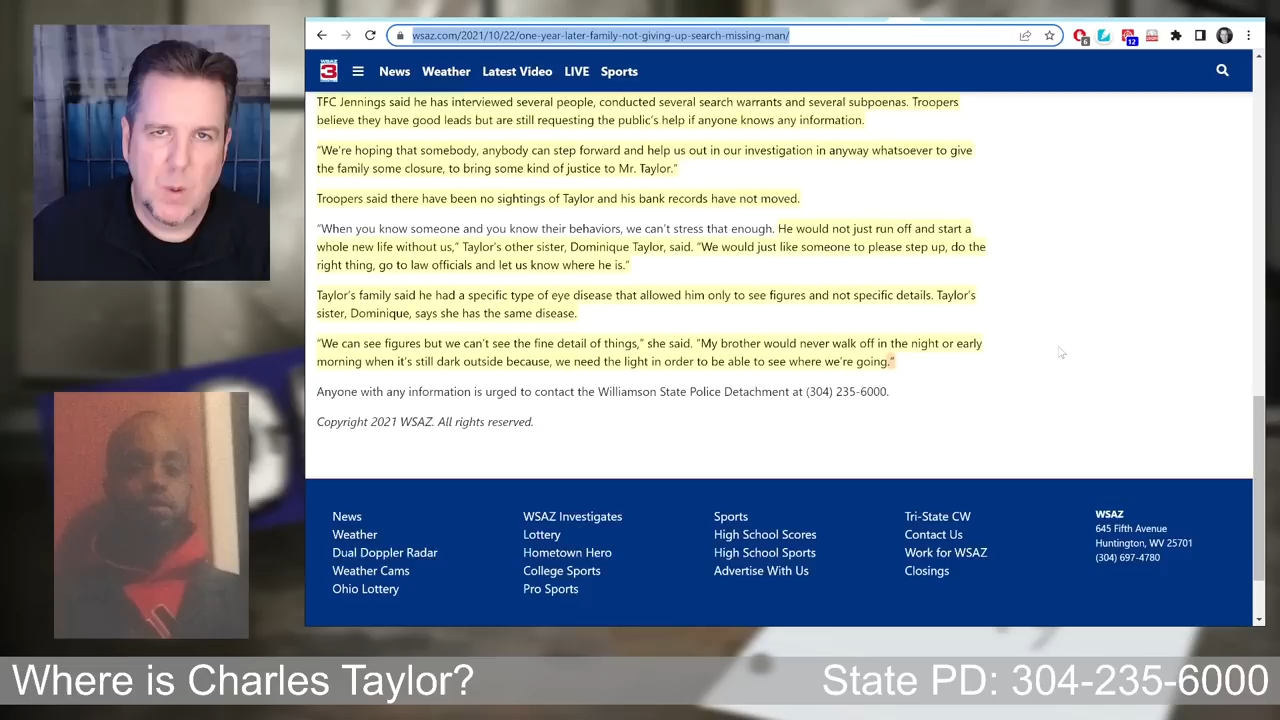 wsaz.com/2021/10/22/one-year-later-family-not-giving-up-search-missing-man/
6
12
WSAZ
3
News Weather Latest Video LIVE Sports
TFC Jennings said he has interviewed several people, conducted several search warrants and several subpoenas. Troopers
believe they have good leads but are still requesting the public's help if anyone knows any information.
“We're hoping that somebody, anybody can step forward and help us out in our investigation in anyway whatsoever to give
the family some closure, to bring some kind of justice to Mr. Taylor.”
Troopers said there have been no sightings of Taylor and his bank records have not moved.
“When you know someone and you know their behaviors, we can't stress that enough. He would not just run off and start a
whole new life without us,” Taylor's other sister, Dominique Taylor, said. “We would just like someone to please step up, do the
right thing, go to law officials and let us know where he is.”
Taylor's family said he had a specific type of eye disease that allowed him only to see figures and not specific details. Taylor's
sister, Dominique, says she has the same disease.
“We can see figures but we can't see the fine detail of things,” she said. “My brother would never walk off in the night or early
morning when it's still dark outside because, we need the light in order to be able to see where we're going.”
Anyone with any information is urged to contact the Williamson State Police Detachment at (304) 235-6000.
Copyright 2021 WSAZ. All rights reserved.
News
Weather
Dual Doppler Radar
Weather Cams
Ohio Lottery
WSAZ Investigates
Lottery
Hometown Hero
College Sports
Pro Sports
Sports
High School Scores
High School Sports
Advertise With Us
Tri-State CW
Contact Us
Work for WSAZ
Closings
WSAZ
645 Fifth Avenue
Huntington, WV 25701
(304) 697-4780
Where is Charles Taylor?
State PD: 304-235-6000